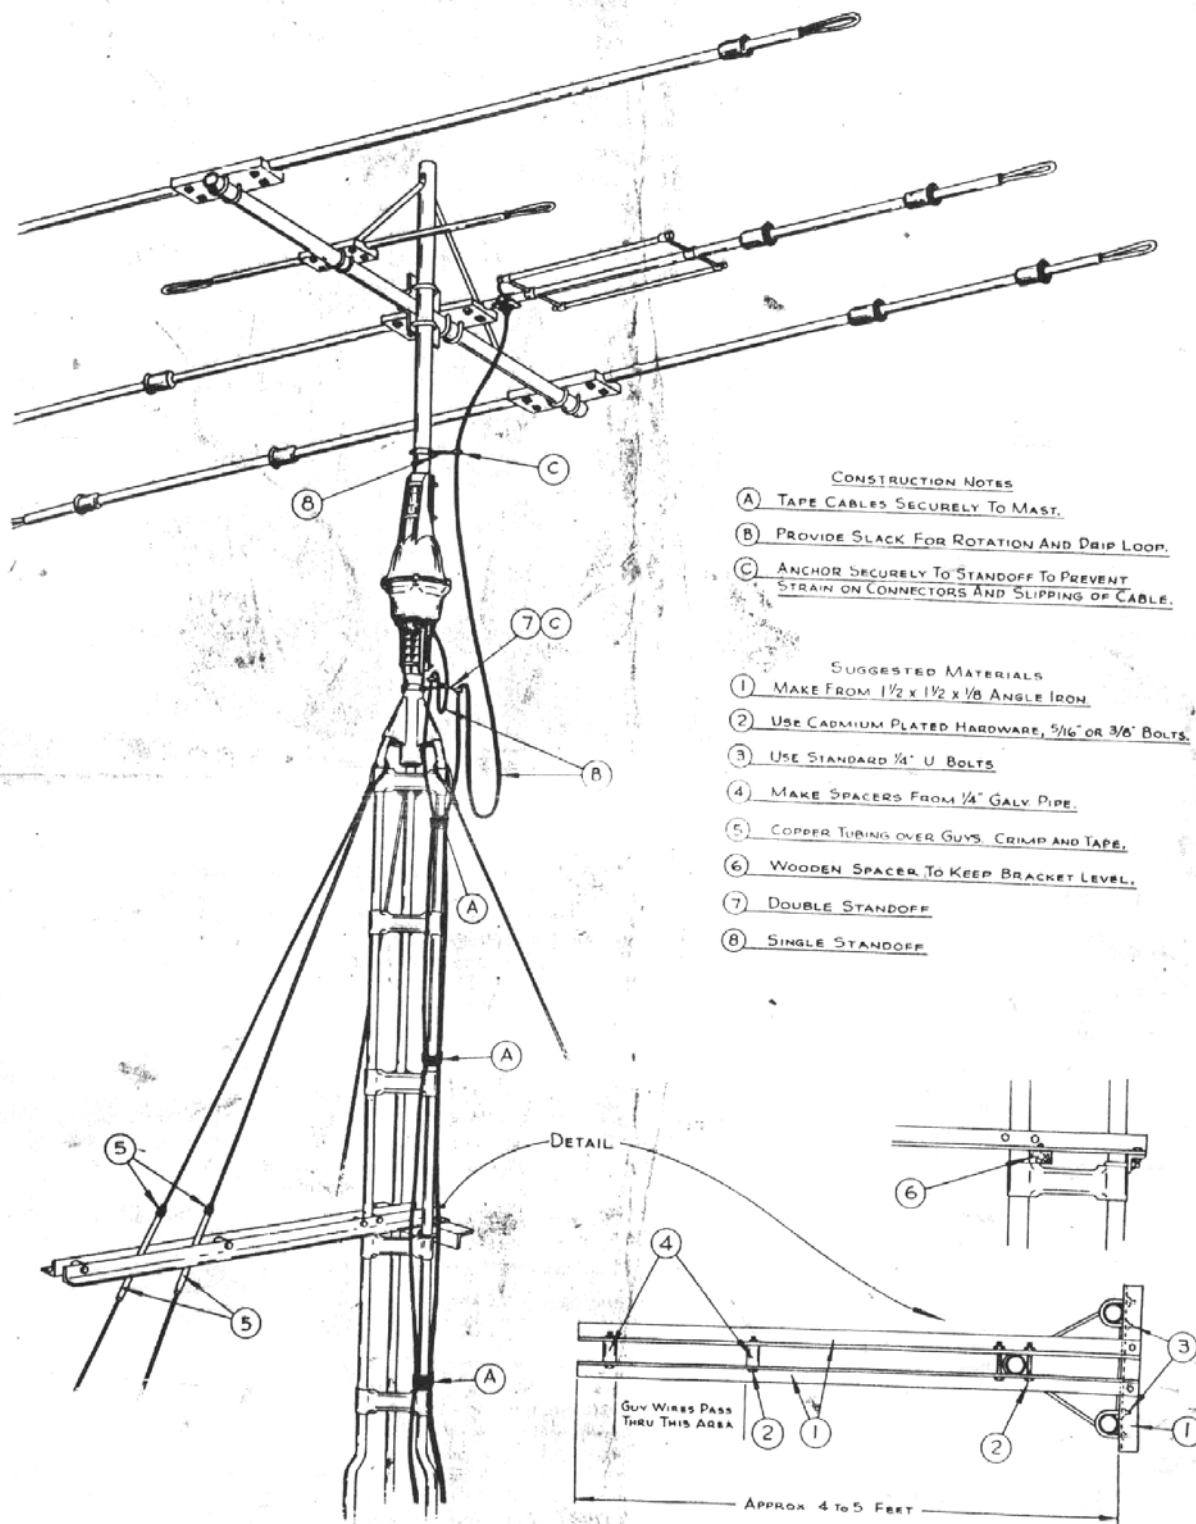 CONSTRUCTION NOTES
A TAPE CABLES SECURELY TO MAST.
B PROVIDE SLACK FOR ROTATION AND DRIP LOOP.
C ANCHOR SECURELY TO STANDOFF TO PREVENT
STRAIN ON CONNECTORS AND SLIPPING OF CABLE.
SUGGESTED MATERIALS
1 MAKE FROM 1 1/2 x 1 1/2 x 1/8 ANGLE IRON.
2 USE CADMIUM PLATED HARDWARE, 5/16" OR 3/8" BOLTS.
3 USE STANDARD 1/4" U BOLTS
4 MAKE SPACERS FROM 1/4" GALV. PIPE.
5 COPPER TUBING OVER GUYS. CRIMP AND TAPE.
6 WOODEN SPACER TO KEEP BRACKET LEVEL.
7 DOUBLE STANDOFF
8 SINGLE STANDOFF
C
8
7 C
B
A
A
DETAIL
5
6
4
5
3
A
GUY WIRES PASS
THRU THIS AREA
2
1
2
1
APPROX 4 TO 5 FEET